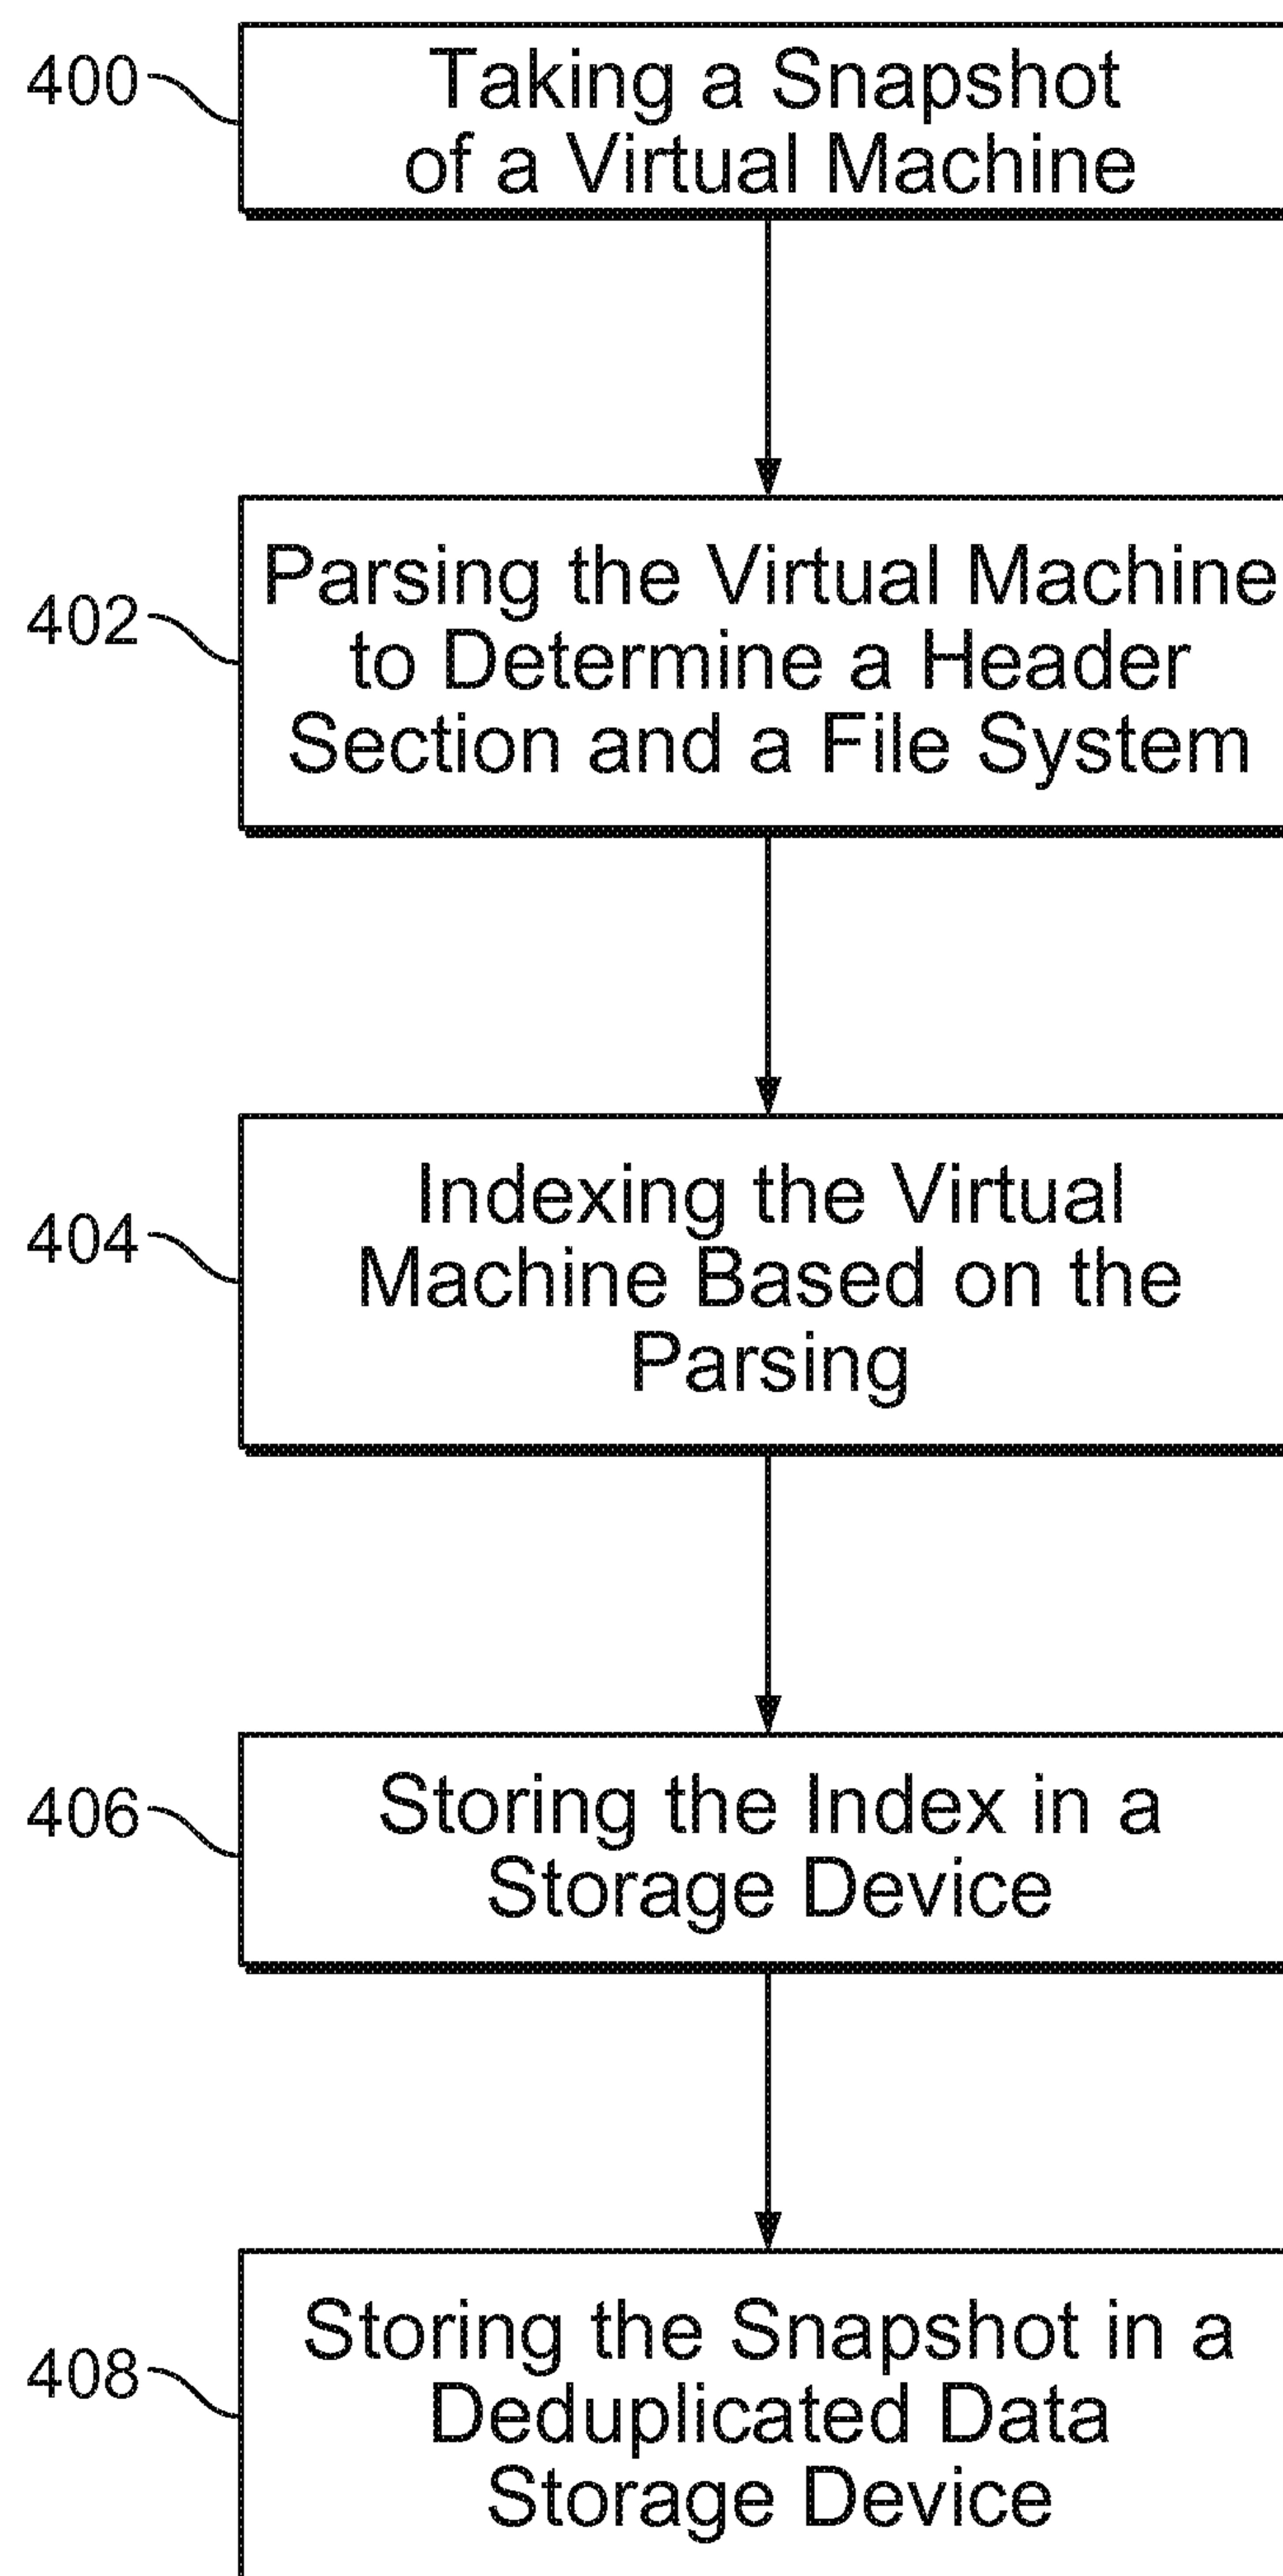 400
Taking a Snapshot
of a Virtual Machine
402
Parsing the Virtual Machine
to Determine a Header
Section and a File System
404
Indexing the Virtual
Machine Based on the
Parsing
406
Storing the Index in a
Storage Device
408
Storing the Snapshot in a
Deduplicated Data
Storage Device